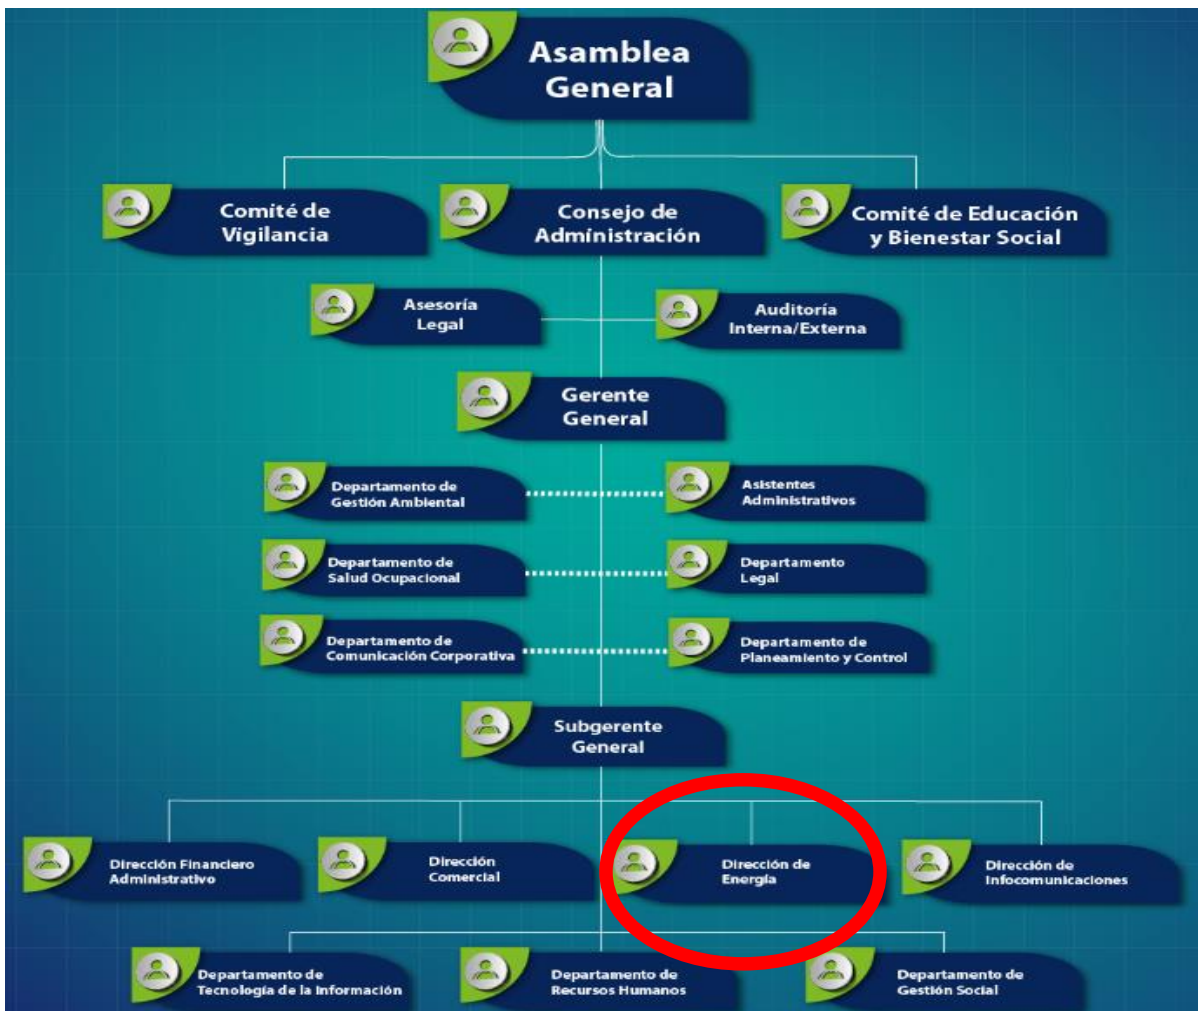 Asamblea
General
Comité de
Vigilancia
Consejo de
Administración
Comité de Educación
y Bienestar Social
Asesoría
Legal
Auditoría
Interna/Externa
Gerente
General
Departamento de
Gestión Ambiental
Asistentes
Administrativos
Departamento de
Salud Ocupacional
Departamento
Legal
Departamento de
Comunicación Corporativa
Departamento de
Planeamiento y Control
Subgerente
General
Dirección Financiero
Administrativo
Dirección
Comercial
Dirección de
Energía
Dirección de
Infocomunicaciones
Departamento de
Tecnología de la Información
Departamento de
Recursos Humanos
Departamento de
Gestión Social